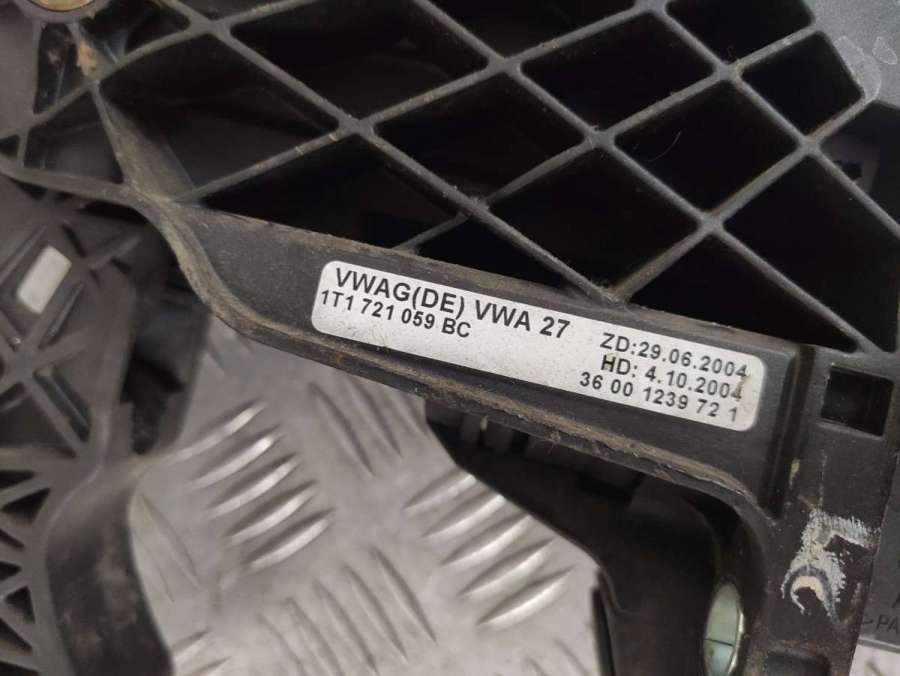 VWAG(DE) VWA 27
1T1 721 059 BC
ZD:29.06.2004
HD: 4.10.2004
36 00 1239 72 1
>PA